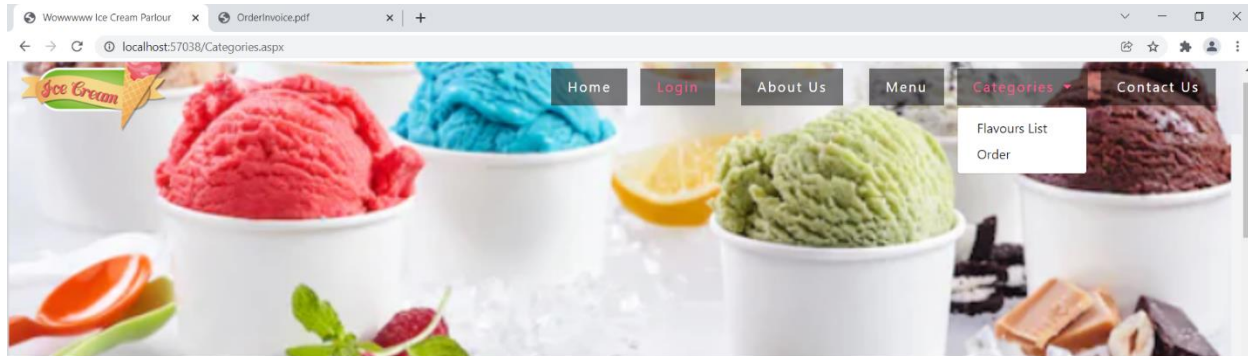 Wowwwww Ice Cream Parlour
OrderInvoice.pdf
localhost:57038/Categories.aspx
Ice Cream
Home
Login
About Us
Menu
Categories
Contact Us
Flavours List
Order